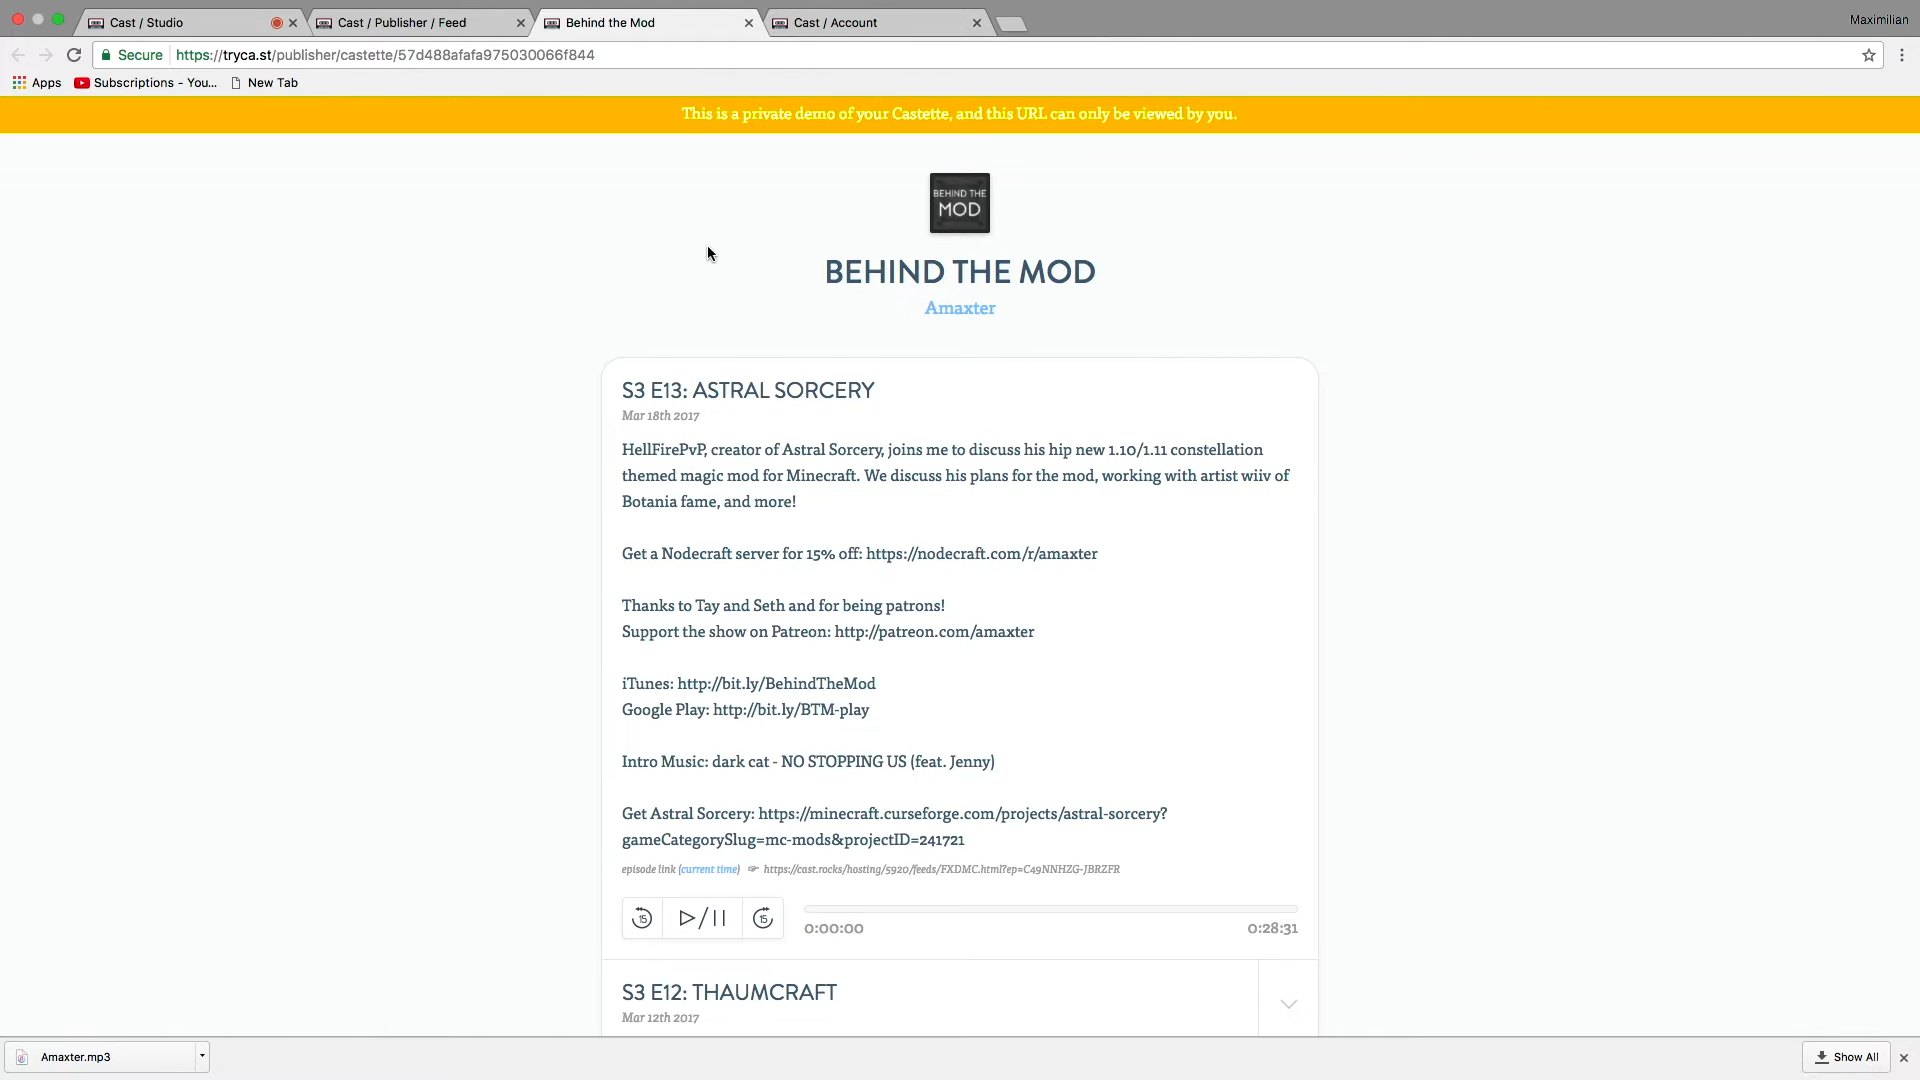 Cast / Studio
Cast / Publisher / Feed
Behind the Mod
Cast / Account
Maximilian
Secure
https://tryca.st/publisher/castette/57d488afafa975030066f844
Apps
Subscriptions - You...
New Tab
This is a private demo of your Castette, and this URL can only be viewed by you.
BEHIND THE
MOD
BEHIND THE MOD
Amaxter
S3 E13: ASTRAL SORCERY
Mar 18th 2017
HellFirePvP, creator of Astral Sorcery, joins me to discuss his hip new 1.10/1.11 constellation
themed magic mod for Minecraft. We discuss his plans for the mod, working with artist wiiv of
Botania fame, and more!
Get a Nodecraft server for 15% off: https://nodecraft.com/r/amaxter
Thanks to Tay and Seth and for being patrons!
Support the show on Patreon: http://patreon.com/amaxter
iTunes: http://bit.ly/BehindTheMod
Google Play: http://bit.ly/BTM-play
Intro Music: dark cat - NO STOPPING US (feat. Jenny)
Get Astral Sorcery: https://minecraft.curseforge.com/projects/astral-sorcery?
gameCategorySlug=mc-mods&projectID=241721
episode link (current time) ☞ https://cast.rocks/hosting/5920/feeds/FXDMC.html?ep=C49NNHZG-JBRZFR
15
15
0:00:00
0:28:31
S3 E12: THAUMCRAFT
Mar 12th 2017
Amaxter.mp3
Show All